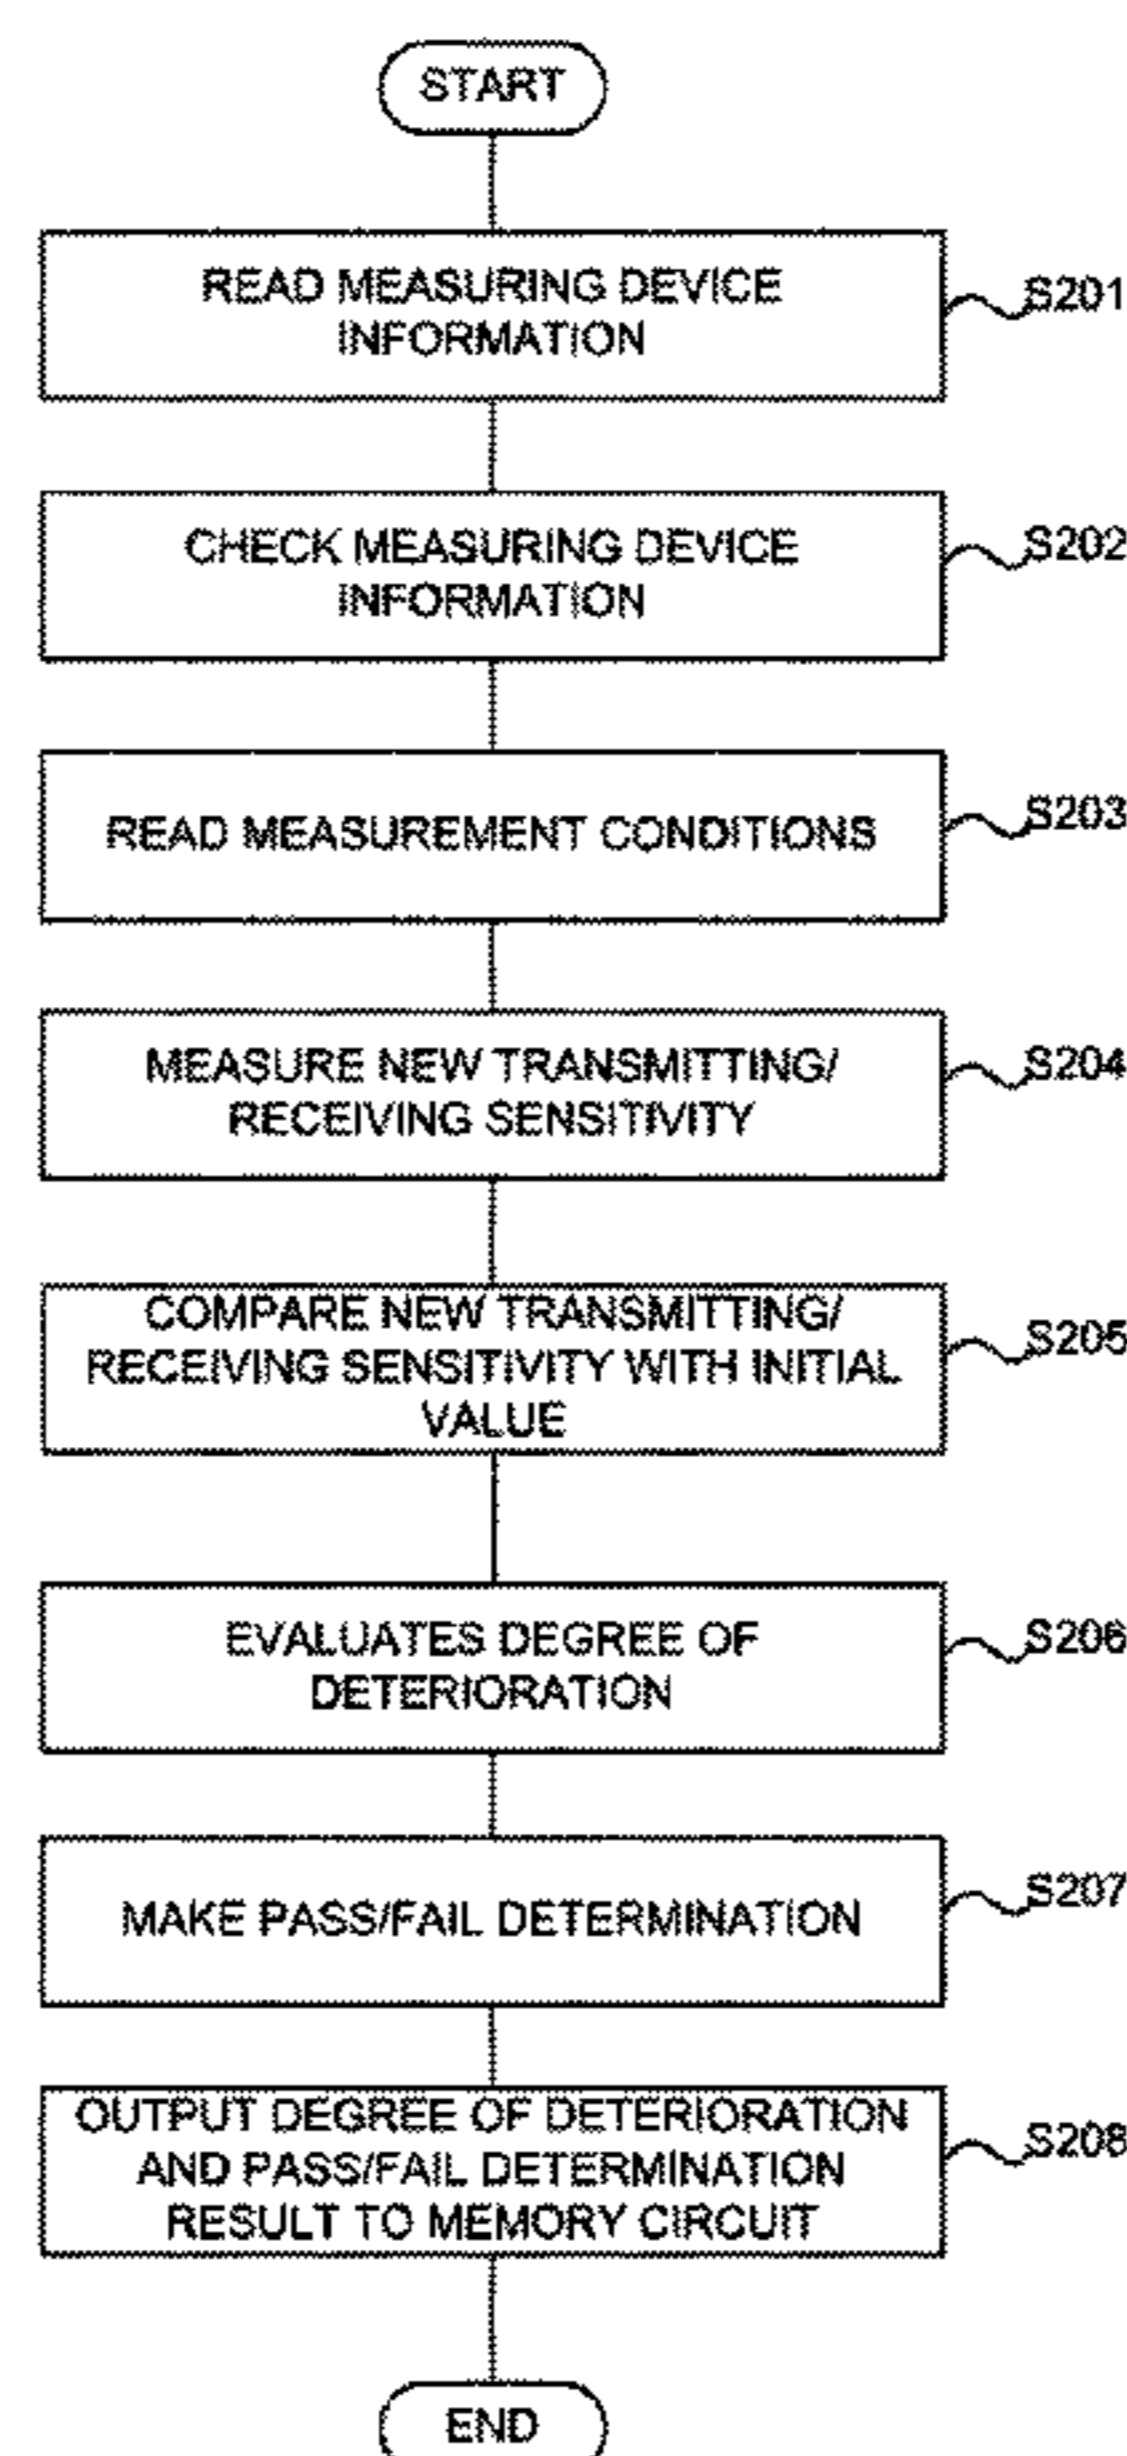 START
READ MEASURING DEVICE
INFORMATION
S201
CHECK MEASURING DEVICE
INFORMATION
S202
READ MEASUREMENT CONDITIONS
S203
MEASURE NEW TRANSMITTING/
RECEIVING SENSITIVITY
S204
COMPARE NEW TRANSMITTING/
RECEIVING SENSITIVITY WITH INITIAL
VALUE
S205
EVALUATES DEGREE OF
DETERIORATION
S206
MAKE PASS/FAIL DETERMINATION
S207
OUTPUT DEGREE OF DETERIORATION
AND PASS/FAIL DETERMINATION
RESULT TO MEMORY CIRCUIT
S208
END